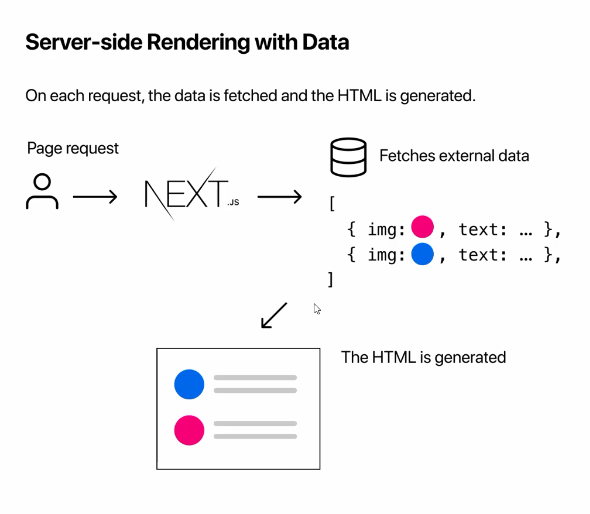 Server-side Rendering with Data
On each request, the data is fetched and the HTML is generated.
Page request
NEXT.JS
Fetches external data
[
{ img: , text: … },
{ img: , text: … },
]
The HTML is generated